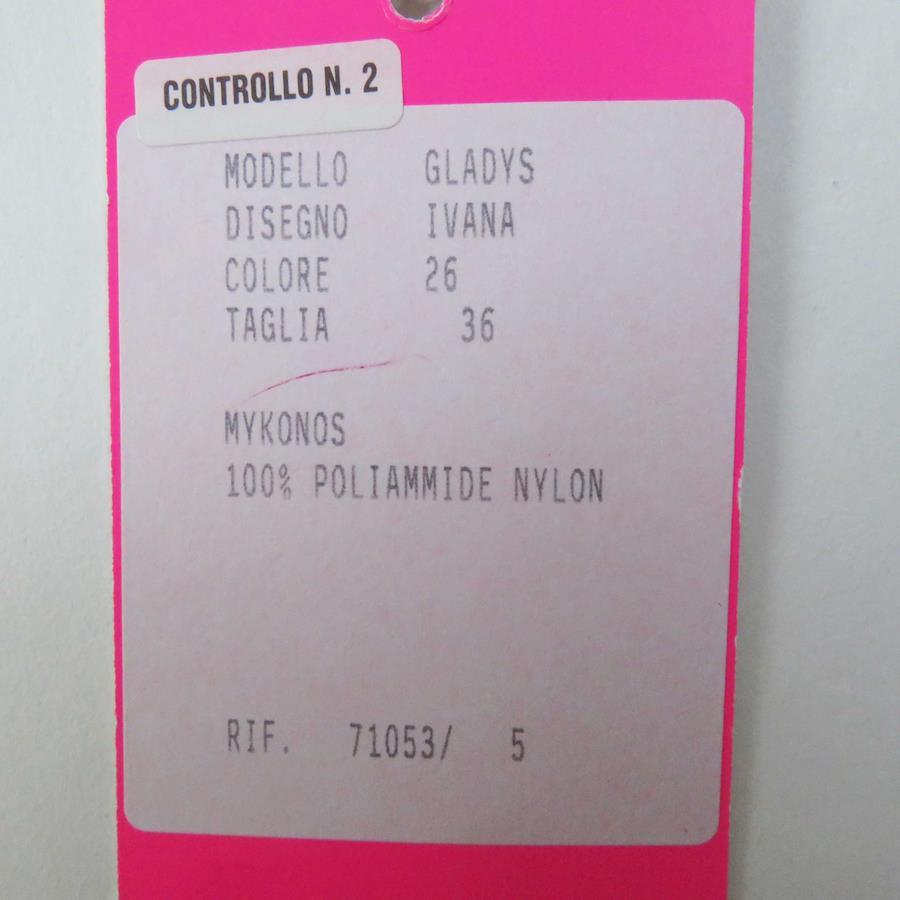 CONTROLLO N. 2
MODELLO GLADYS
DISEGNO IVANA
COLORE 26
TAGLIA 36
MYKONOS
100% POLIAMMIDE NYLON
RIF. 71053/ 5